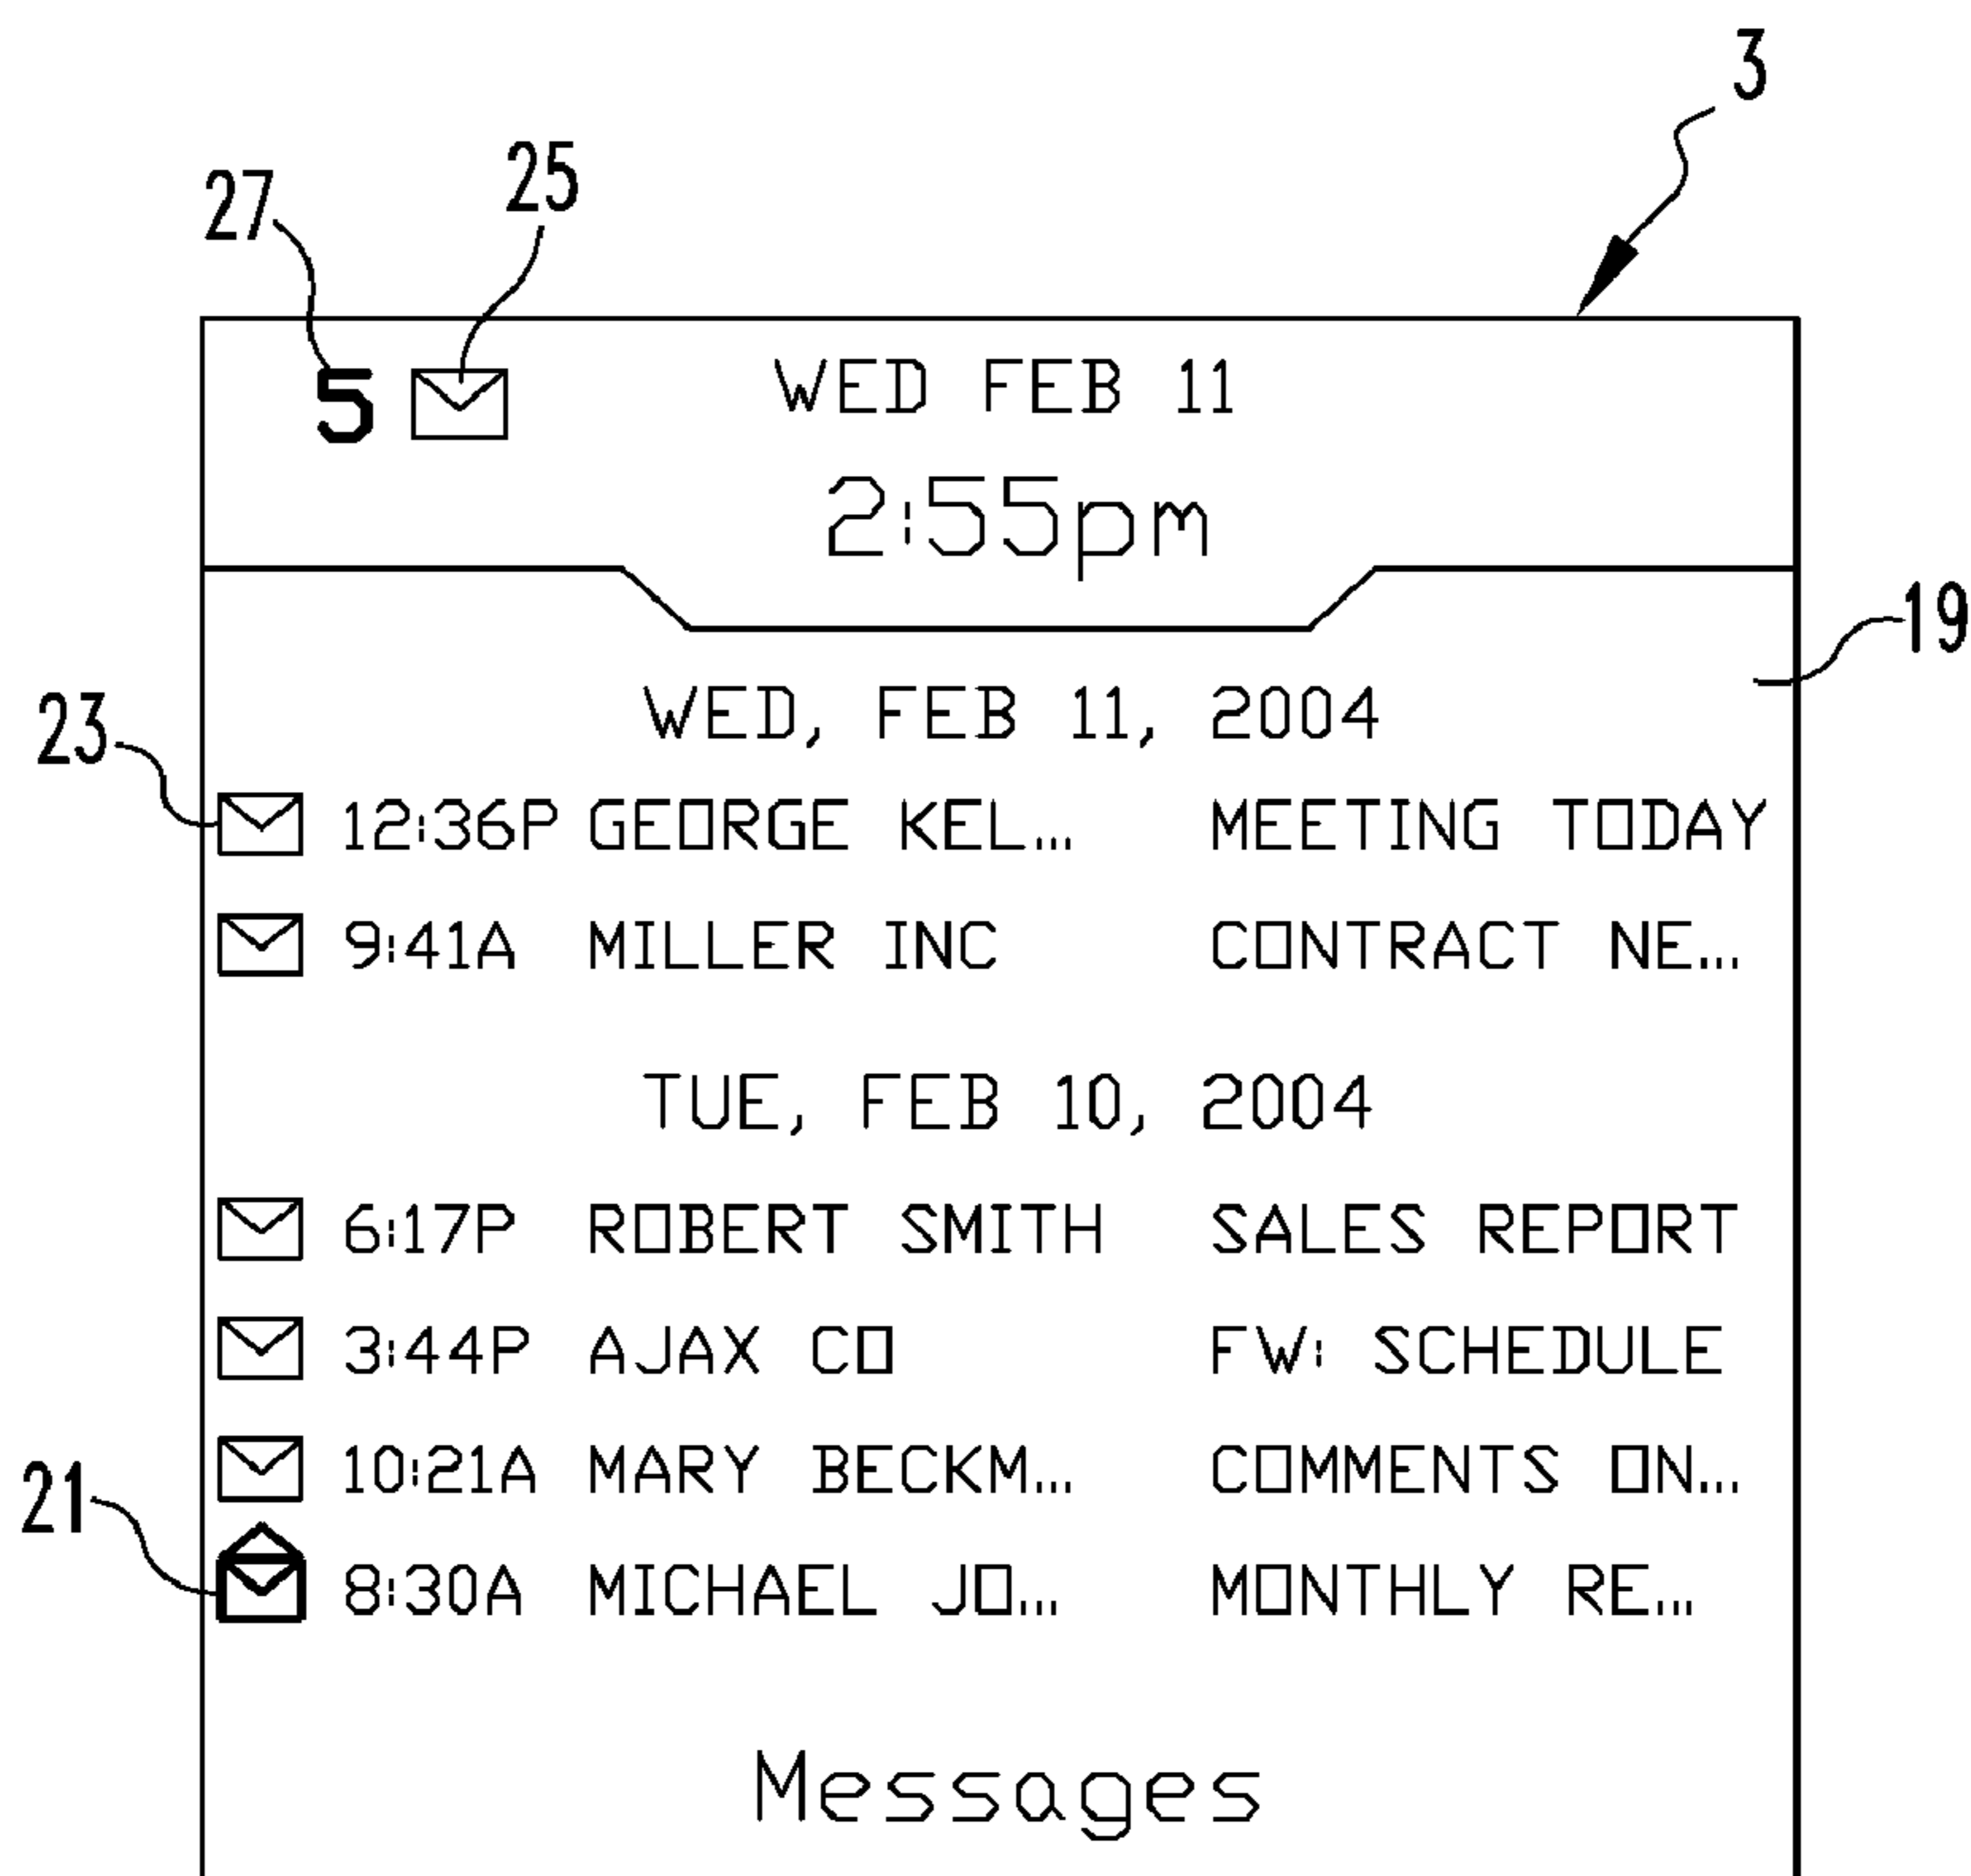 3
25
27
5 WED FEB 11
2:55pm
19
WED, FEB 11, 2004
23
12:36P GEORGE KEL... MEETING TODAY
9:41A MILLER INC CONTRACT NE...
TUE, FEB 10, 2004
6:17P ROBERT SMITH SALES REPORT
3:44P AJAX CO FW: SCHEDULE
10:21A MARY BECKM... COMMENTS ON...
21
8:30A MICHAEL JO... MONTHLY RE...
Messages